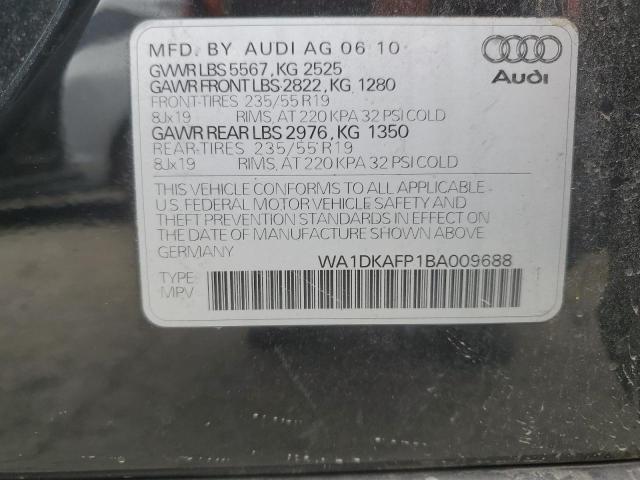 MFD. BY AUDI AG 06 10
GVWR LBS 5567, KG 2525
GAWR FRONT LBS 2822, KG 1280
FRONT-TIRES 235/55 R19
8Jx19 RIMS, AT 220 KPA 32 PSI COLD
GAWR REAR LBS 2976, KG 1350
REAR-TIRES 235/55 R19
8Jx19 RIMS, AT 220 KPA 32 PSI COLD
Audi
THIS VEHICLE CONFORMS TO ALL APPLICABLE
U.S. FEDERAL MOTOR VEHICLE SAFETY AND
THEFT PREVENTION STANDARDS IN EFFECT ON
THE DATE OF MANUFACTURE SHOWN ABOVE
GERMANY
WA1DKAFP1BA009688
TYPE:
MPV